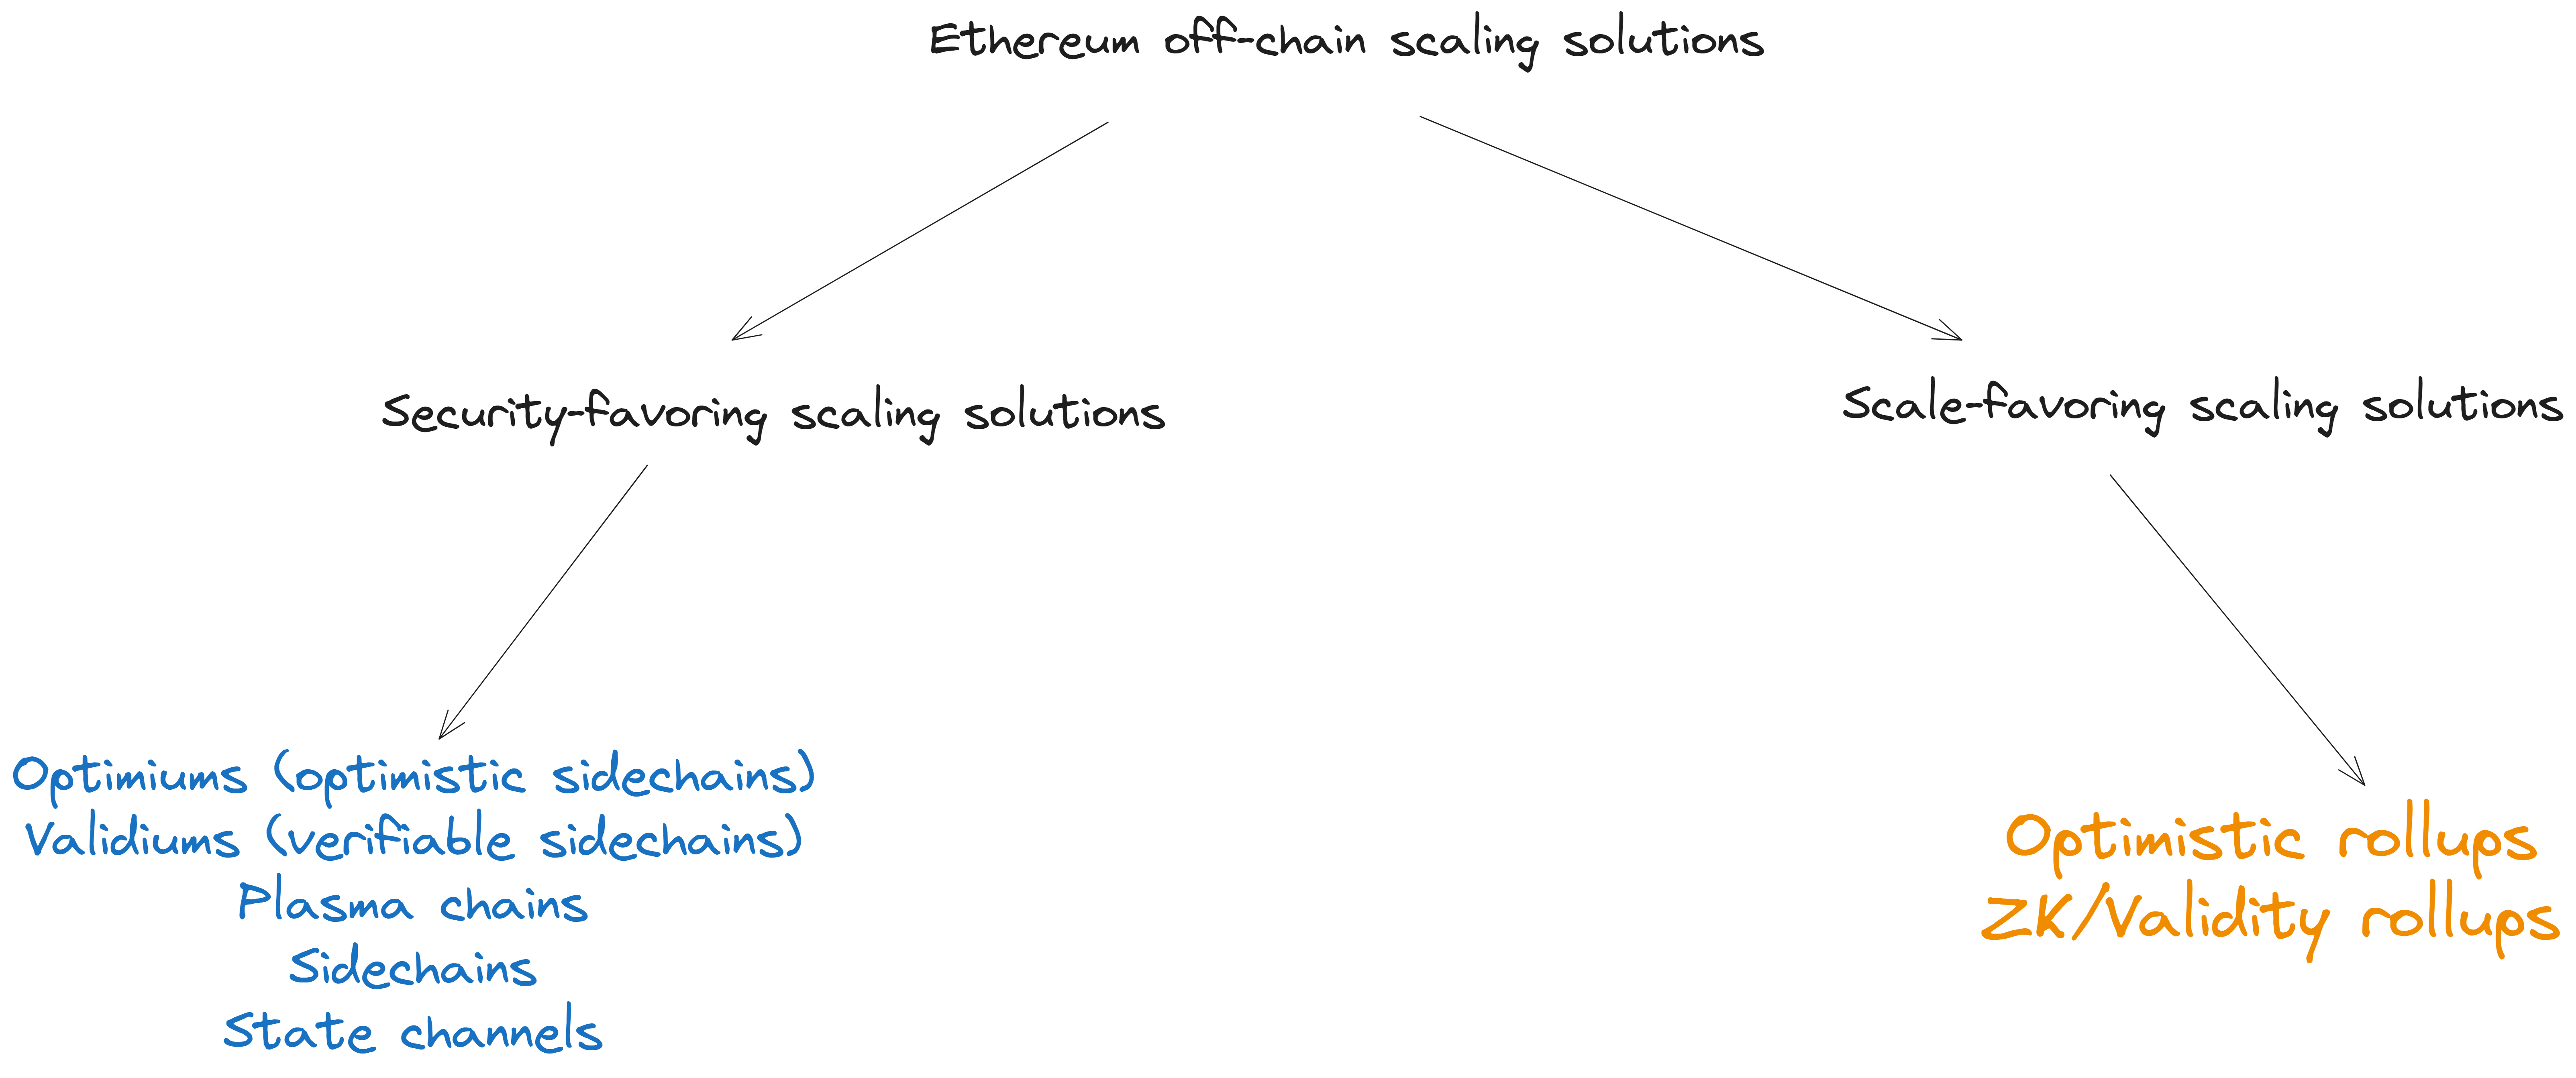 Ethereum off-chain scaling solutions
Security-favoring scaling solutions
Scale-favoring scaling solutions
Optimiums (optimistic sidechains)
Validiums (verifiable sidechains)
Plasma chains
Sidechains
State channels
Optimistic rollups
ZK/Validity rollups